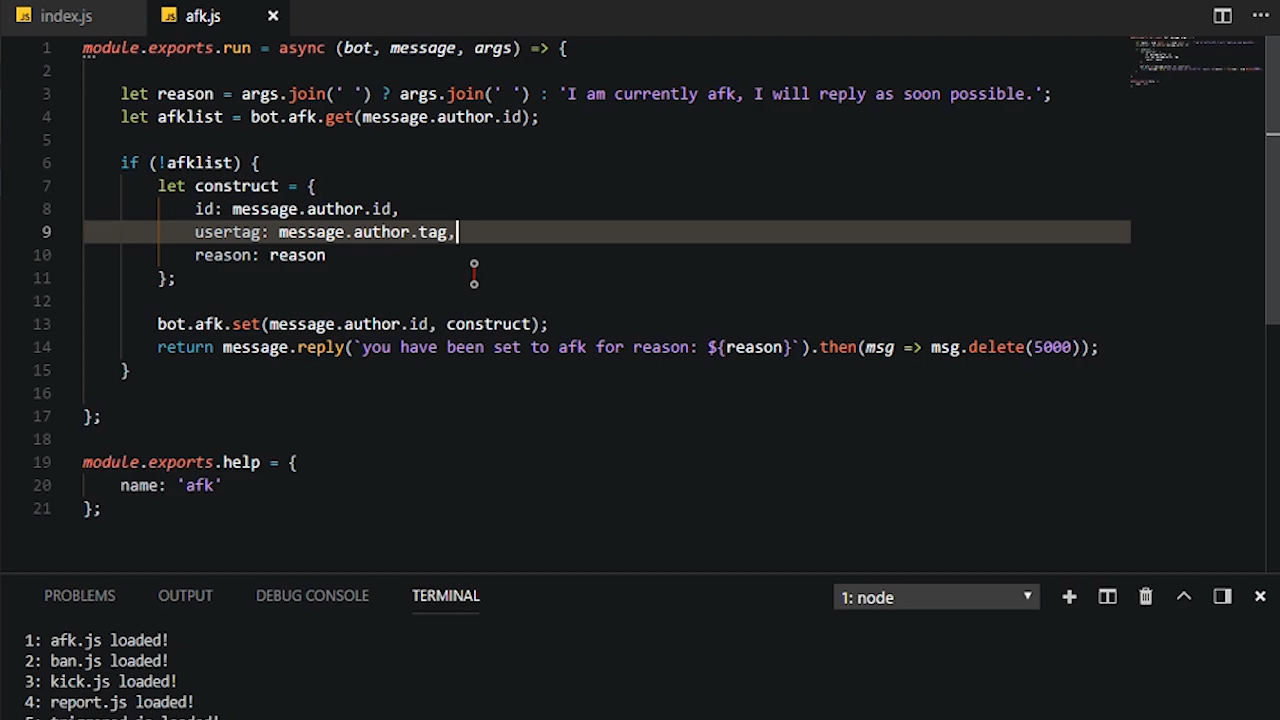 index.js
afk.js
1 module.exports.run = async (bot, message, args) => {
2
3 let reason = args.join(' ') ? args.join(' ') : 'I am currently afk, I will reply as soon possible.';
4 let afklist = bot.afk.get(message.author.id);
5
6 if (!afklist) {
7 let construct = {
8 id: message.author.id,
9 usertag: message.author.tag,
10 reason: reason
11 };
12
13 bot.afk.set(message.author.id, construct);
14 return message.reply(`you have been set to afk for reason: ${reason}`).then(msg => msg.delete(5000));
15 }
16
17 };
18
19 module.exports.help = {
20 name: 'afk'
21 };
PROBLEMS OUTPUT DEBUG CONSOLE TERMINAL 1: node
1: afk.js loaded!
2: ban.js loaded!
3: kick.js loaded!
4: report.js loaded!